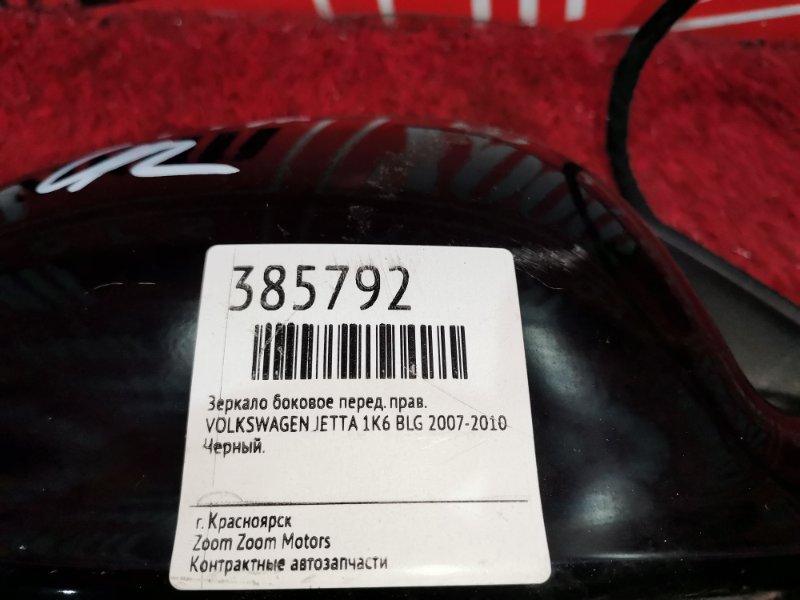 385792
Зеркало боковое перед. прав.
VOLKSWAGEN JETTA 1K6 BLG 2007-2010
Черный.
г. Красноярск
Zoom Zoom Motors
Контрактные автозапчасти